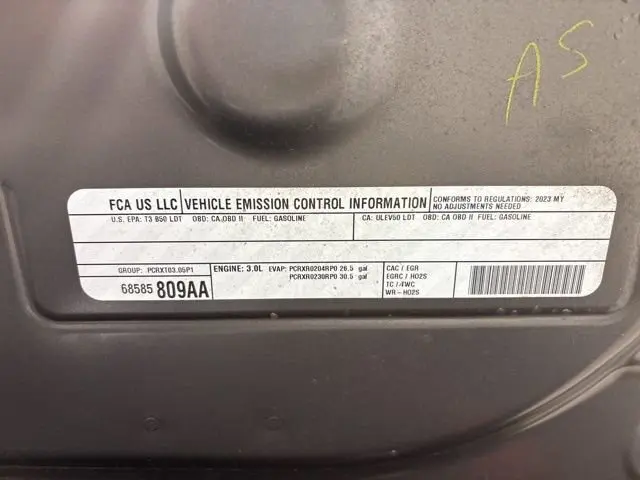 AS
FCA US LLC VEHICLE EMISSION CONTROL INFORMATION CONFORMS TO REGULATIONS: 2023 MY
NO ADJUSTMENTS NEEDED
U.S. EPA: T3 B50 LDT OBD: CA OBD II FUEL: GASOLINE CA: ULEV50 LDT OBD: CA OBD II FUEL: GASOLINE
GROUP: PCRXT03.05P1
68585 809AA
ENGINE: 3.0L EVAP: PCRXR0204RP0 26.5 gal
PCRXR0230RP0 30.5 gal
CAC / EGR
EGRC / HO2S
TC / TWC
WR-HO2S